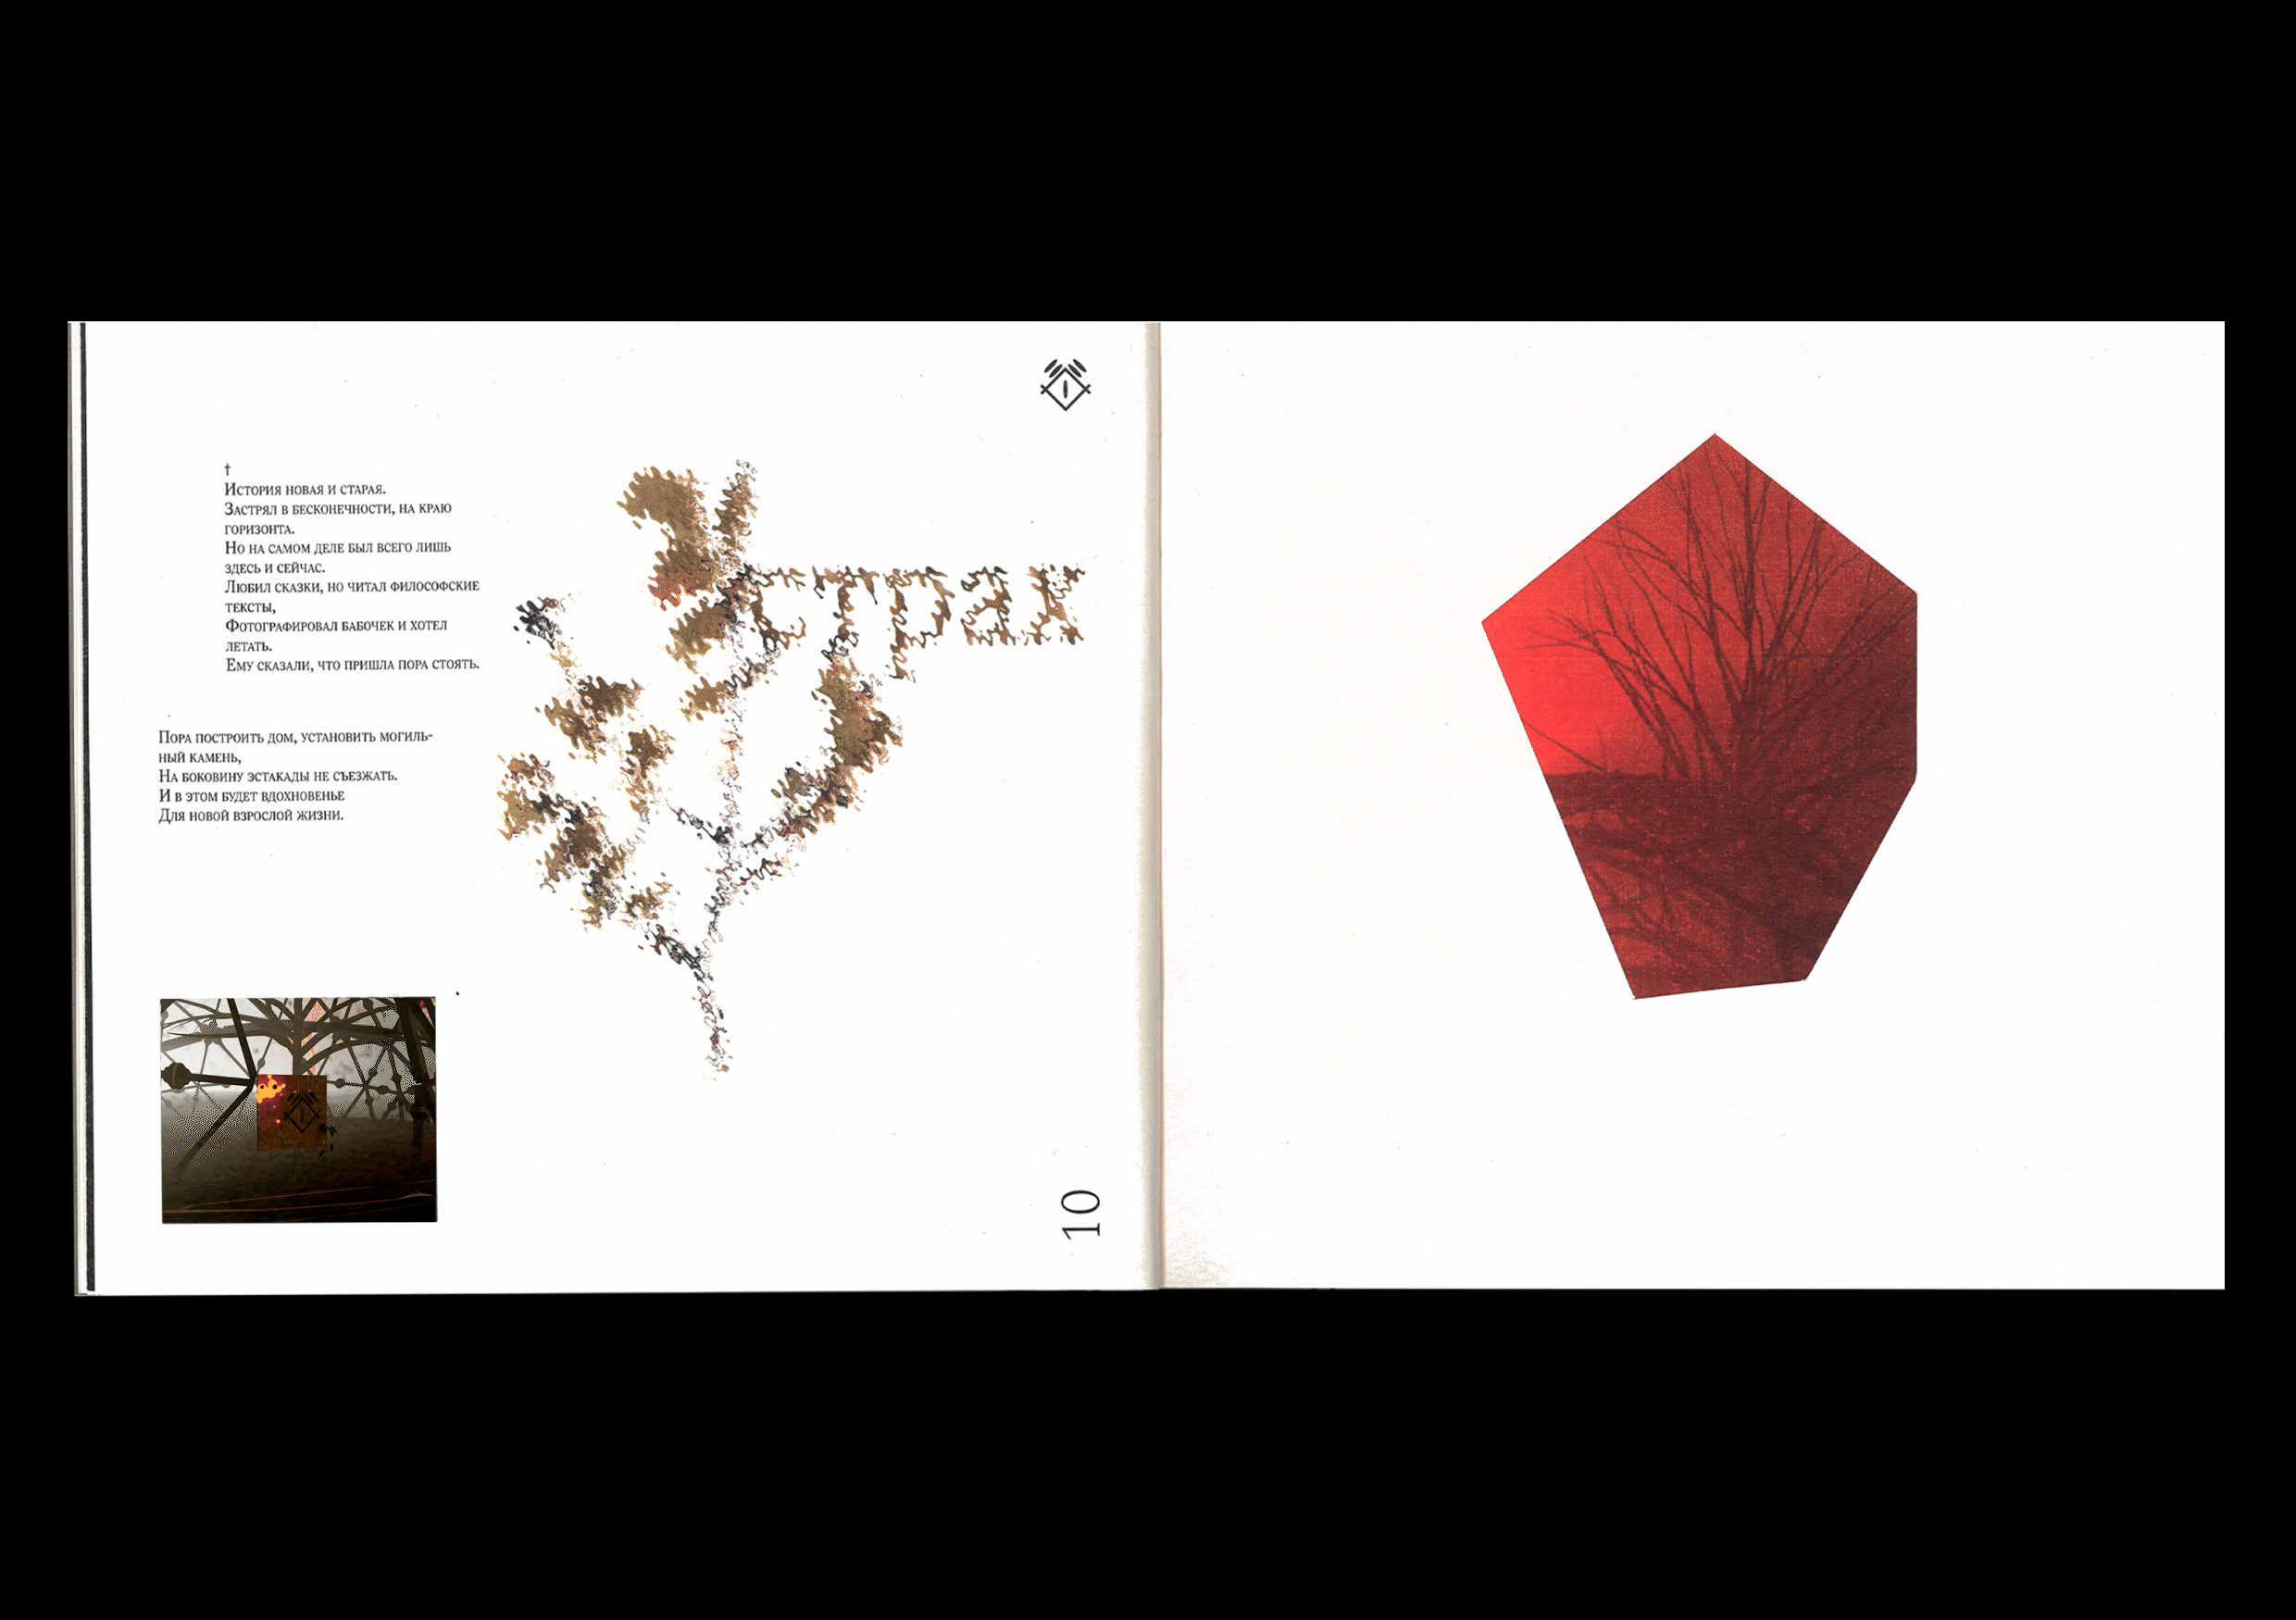 †
История новая и старая.
Застрял в бесконечности, на краю
горизонта.
Но на самом деле был всего лишь
здесь и сейчас.
Любил сказки, но читал философские
тексты,
Фотографировал бабочек и хотел
летать.
Ему сказали, что пришла пора стоять.
Пора построить дом, установить могиль-
ный камень,
На боковину эстакады не съезжать.
И в этом будет вдохновенье
Для новой взрослой жизни.
страх
10